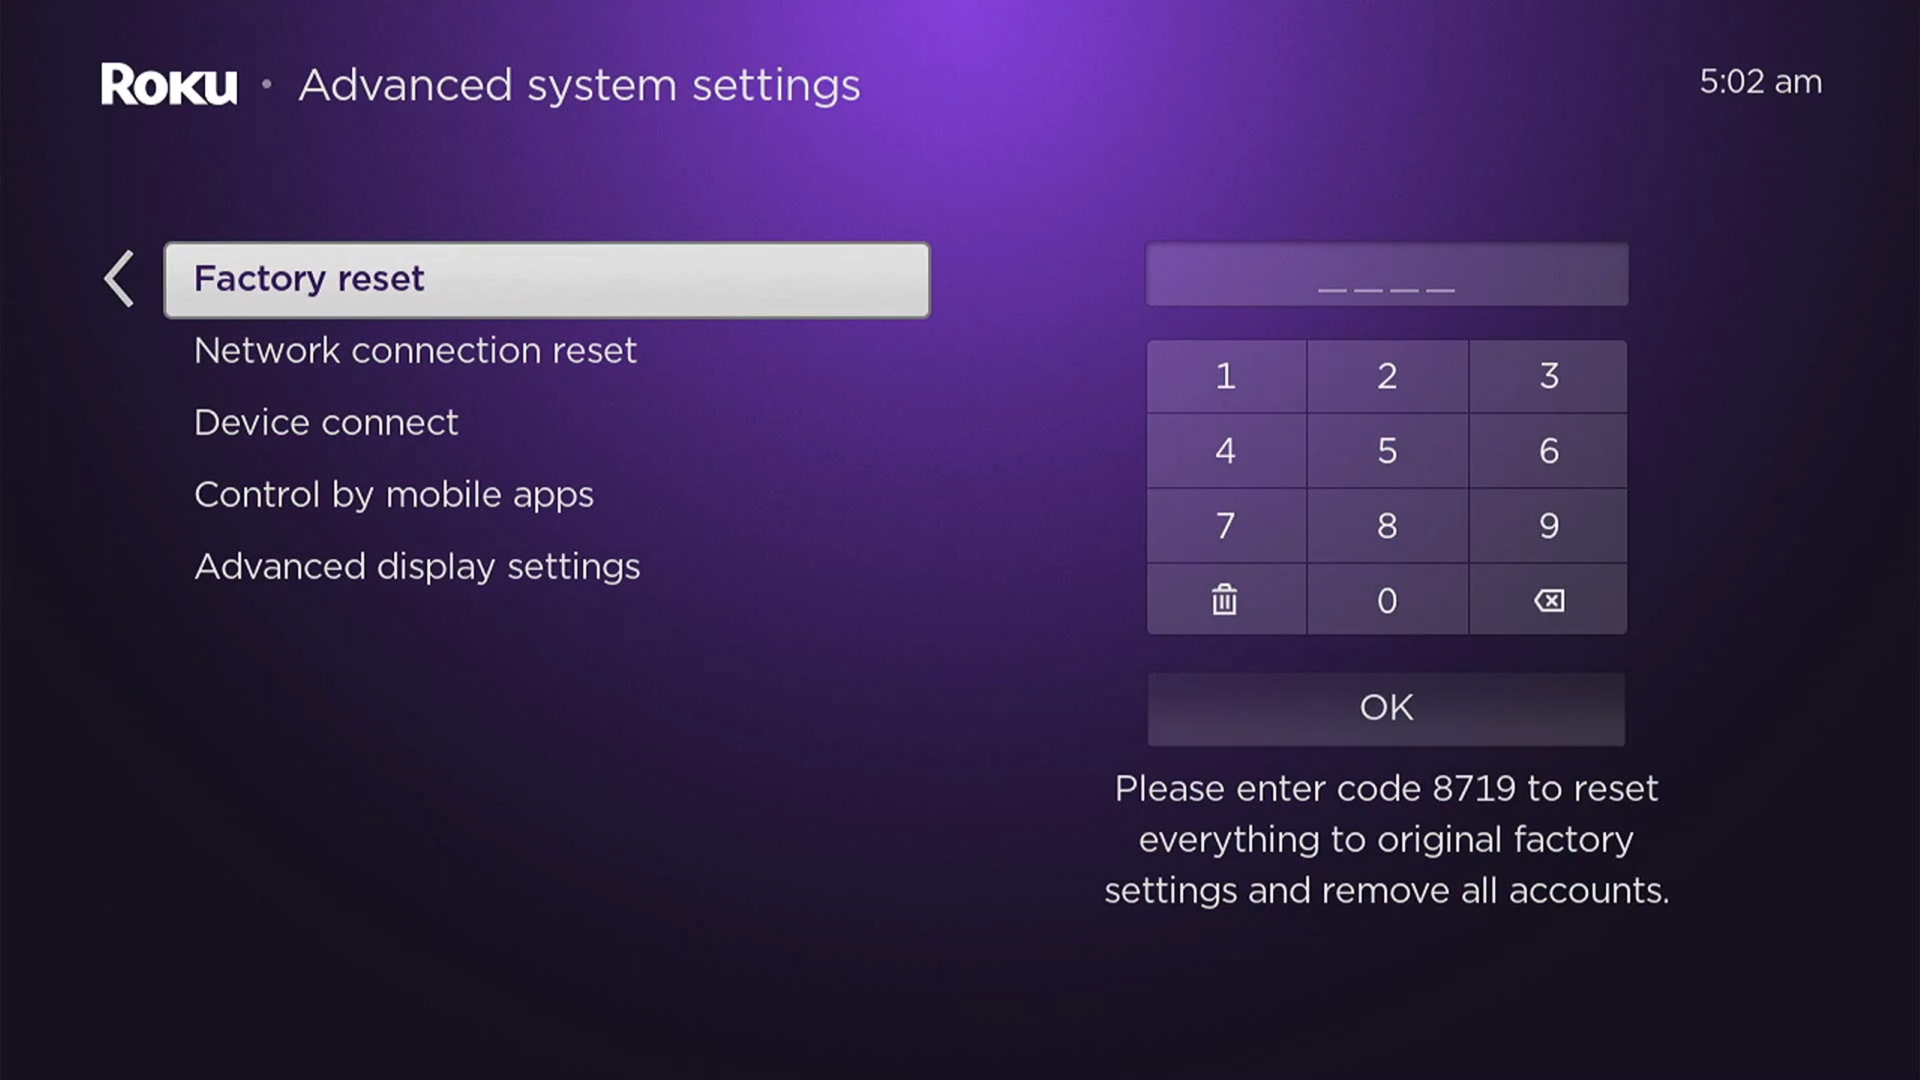 Roku • Advanced system settings
5:02 am
Factory reset
Network connection reset
Device connect
Control by mobile apps
Advanced display settings
_ _ _ _
1 2 3
4 5 6
7 8 9
0
OK
Please enter code 8719 to reset
everything to original factory
settings and remove all accounts.